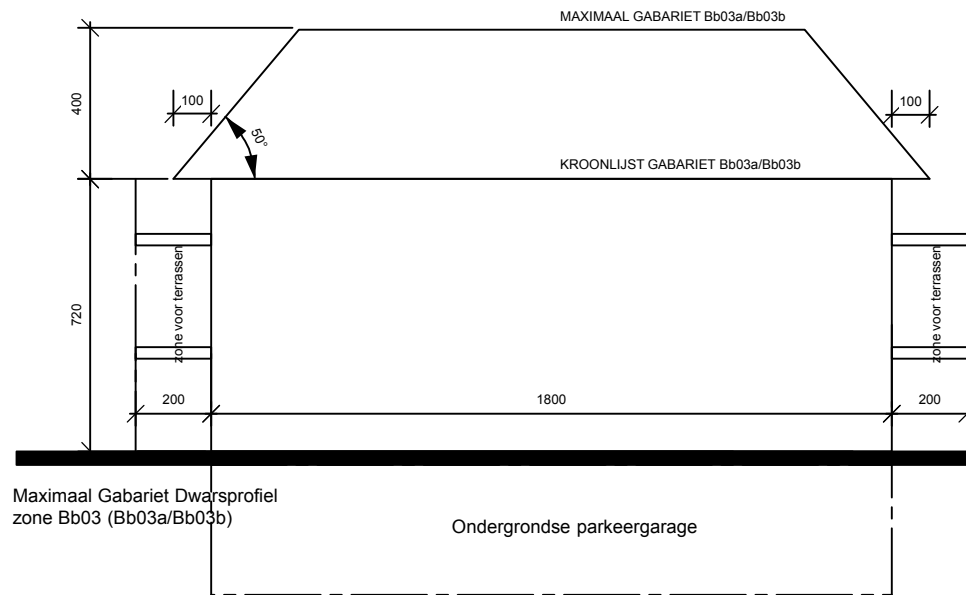 MAXIMAAL GABARIET Bb03a/Bb03b
100
100
400
50°
KROONLIJST GABARIET Bb03a/Bb03b
720
zone voor terrassen
zone voor terrassen
200
1800
200
Maximaal Gabariet Dwarsprofiel
zone Bb03 (Bb03a/Bb03b)
Ondergrondse parkeergarage